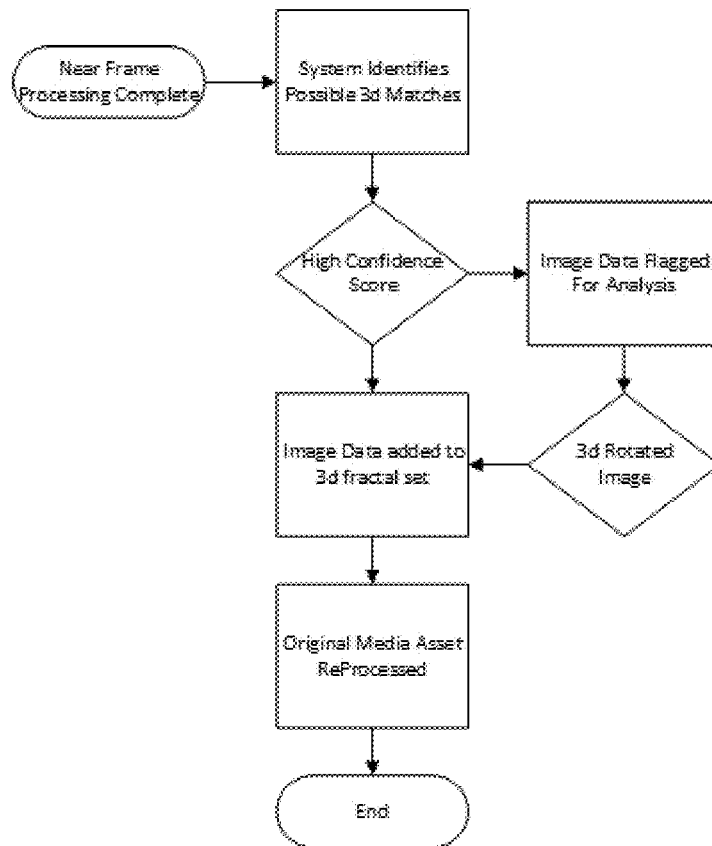 Near Frame
Processing Complete
System Identifies
Possible 3d Matches
High Confidence
Score
Image Data Flagged
For Analysis
Image Data added to
3d fractal set
3d Rotated
Image
Original Media Asset
ReProcessed
End